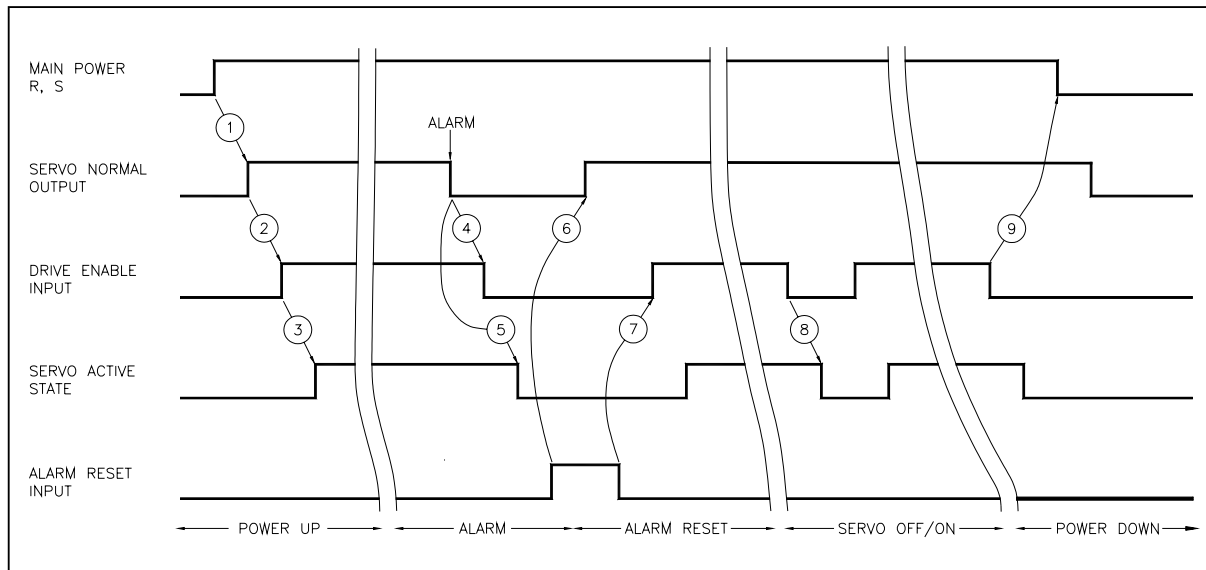 MAIN POWER
R, S
1
ALARM
SERVO NORMAL
OUTPUT
2
4
6
9
DRIVE ENABLE
INPUT
3
5
7
8
SERVO ACTIVE
STATE
ALARM RESET
INPUT
POWER UP
ALARM
ALARM RESET
SERVO OFF/ON
POWER DOWN